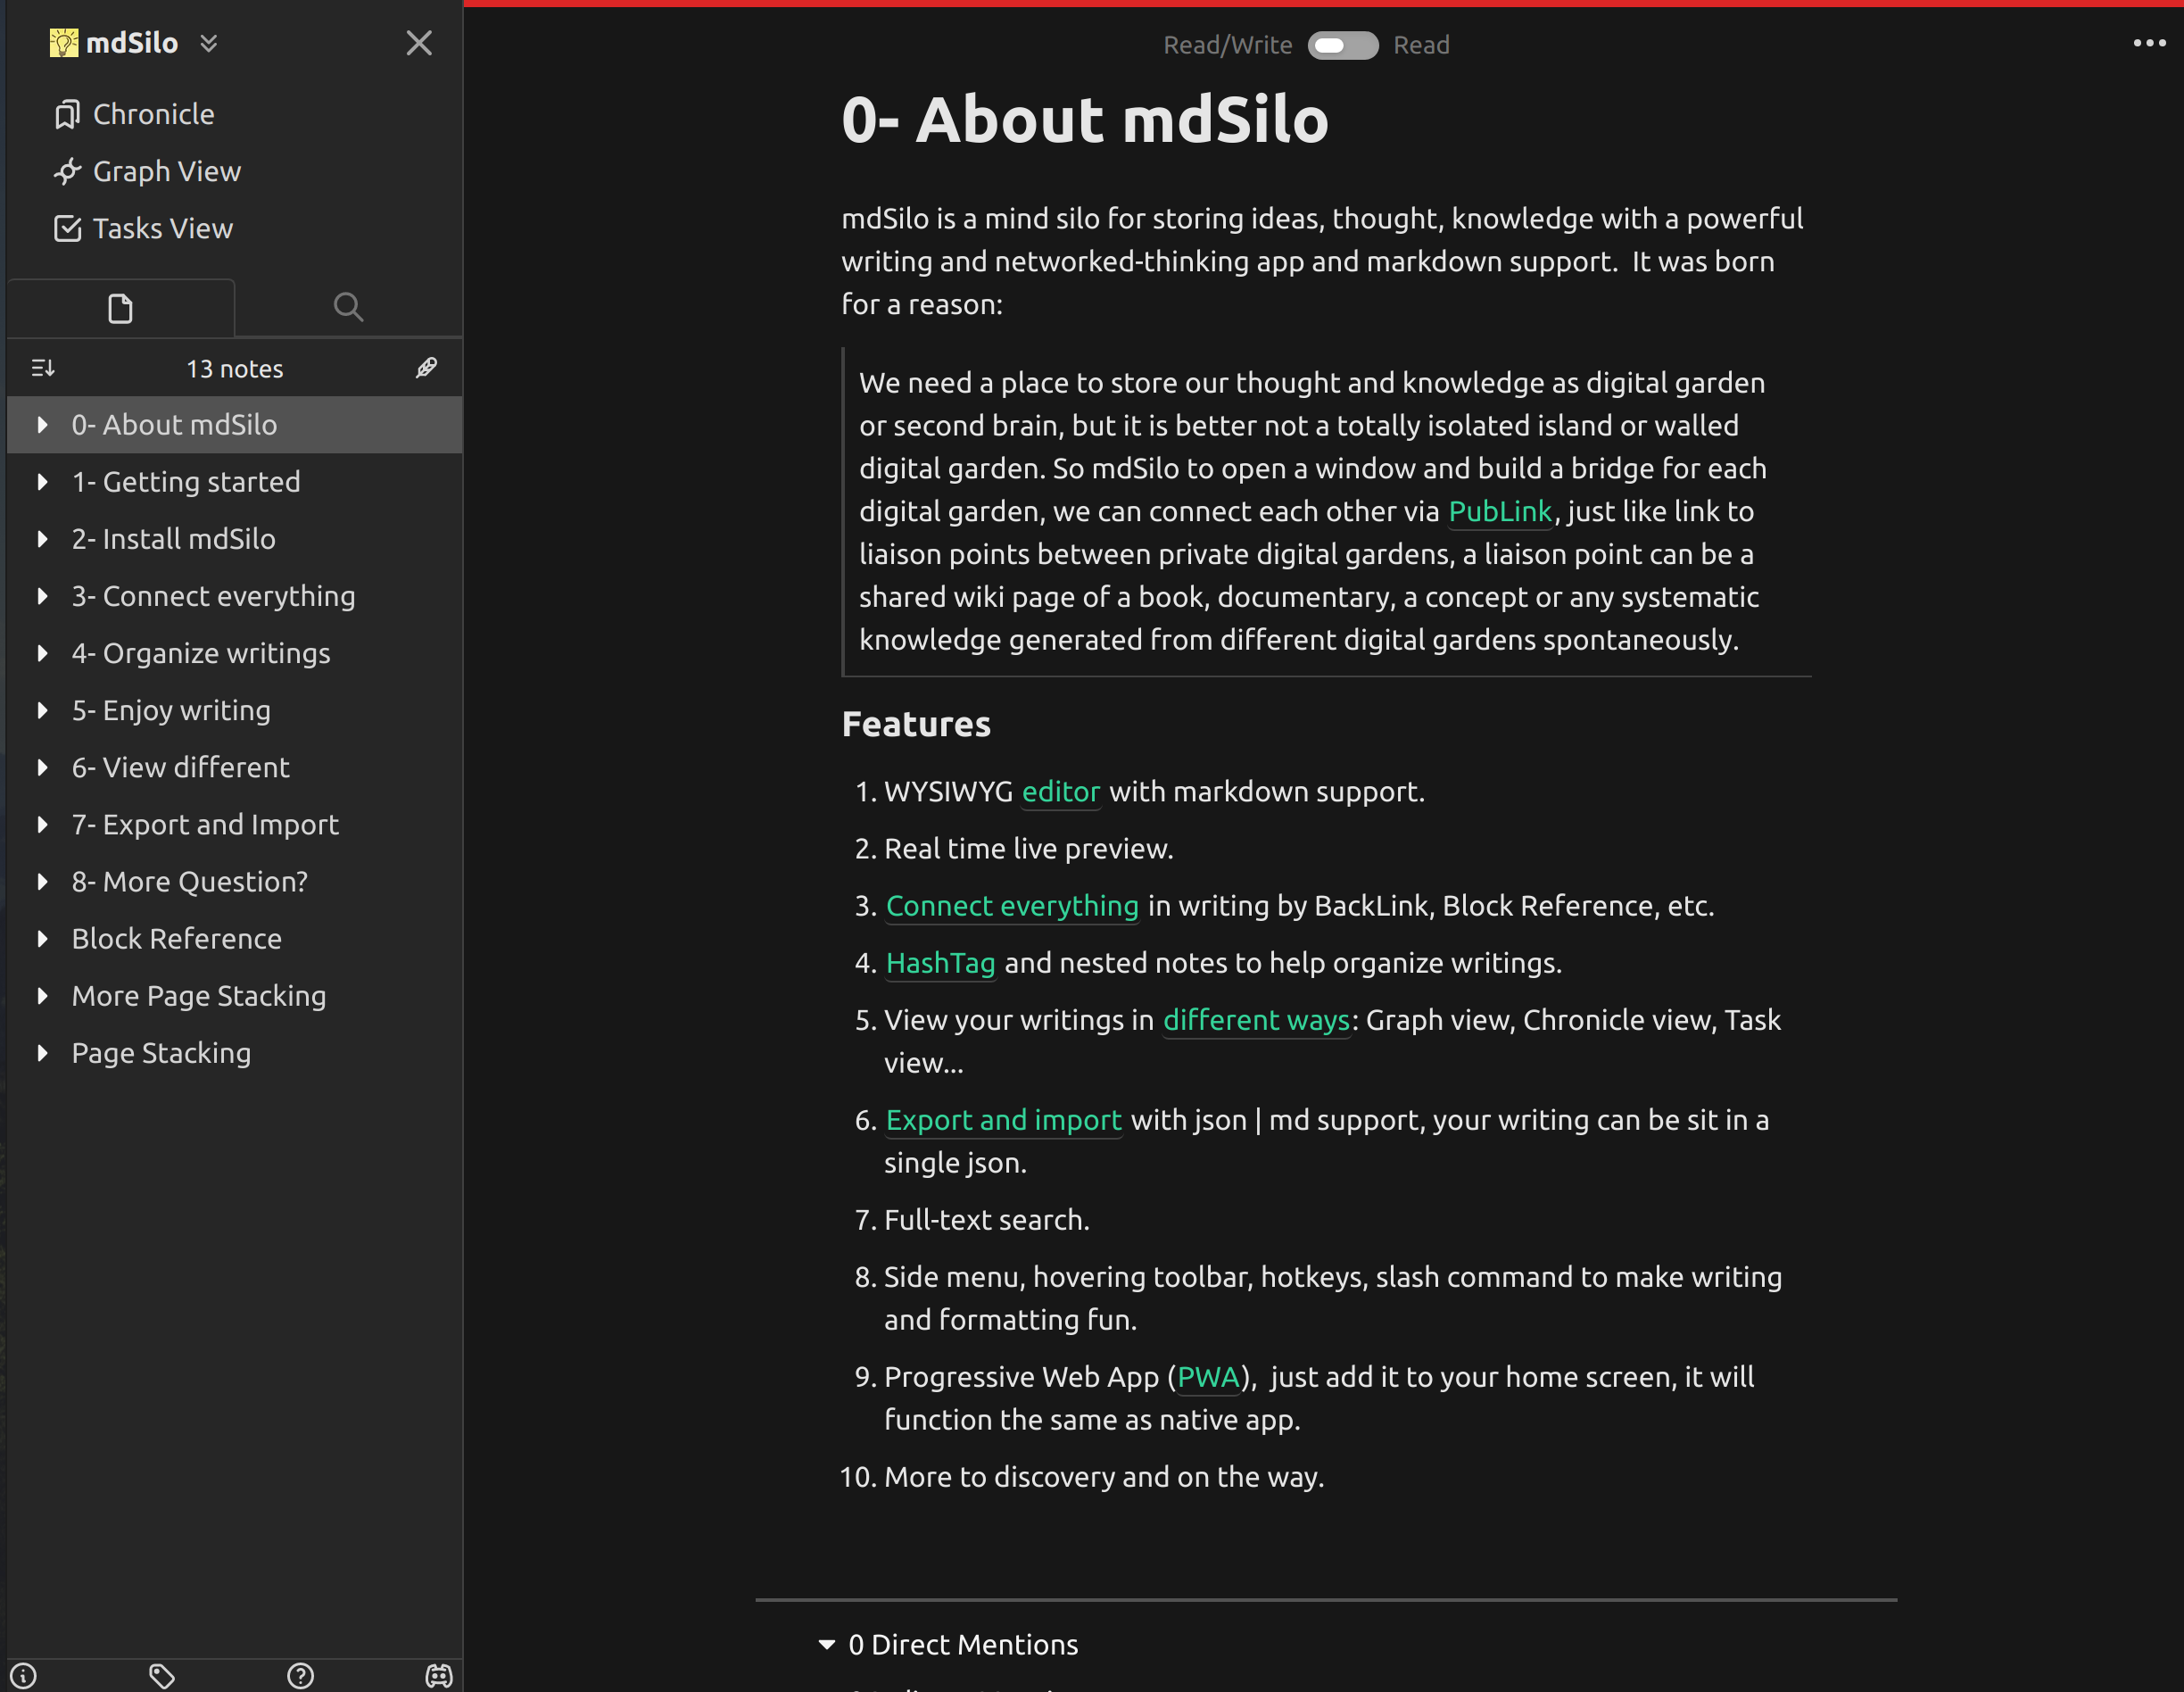 mdSilo
Chronicle
Graph View
Tasks View
13 notes
0- About mdSilo
1- Getting started
2- Install mdSilo
3- Connect everything
4- Organize writings
5- Enjoy writing
6- View different
7- Export and Import
8- More Question?
Block Reference
More Page Stacking
Page Stacking
Read/Write Read
0- About mdSilo
mdSilo is a mind silo for storing ideas, thought, knowledge with a powerful
writing and networked-thinking app and markdown support.  It was born
for a reason:
We need a place to store our thought and knowledge as digital garden
or second brain, but it is better not a totally isolated island or walled
digital garden. So mdSilo to open a window and build a bridge for each
digital garden, we can connect each other via PubLink, just like link to
liaison points between private digital gardens, a liaison point can be a
shared wiki page of a book, documentary, a concept or any systematic
knowledge generated from different digital gardens spontaneously.
Features
1. WYSIWYG editor with markdown support.
2. Real time live preview.
3. Connect everything in writing by BackLink, Block Reference, etc.
4. HashTag and nested notes to help organize writings.
5. View your writings in different ways: Graph view, Chronicle view, Task
view...
6. Export and import with json | md support, your writing can be sit in a
single json.
7. Full-text search.
8. Side menu, hovering toolbar, hotkeys, slash command to make writing
and formatting fun.
9. Progressive Web App (PWA),  just add it to your home screen, it will
function the same as native app.
10. More to discovery and on the way.
0 Direct Mentions